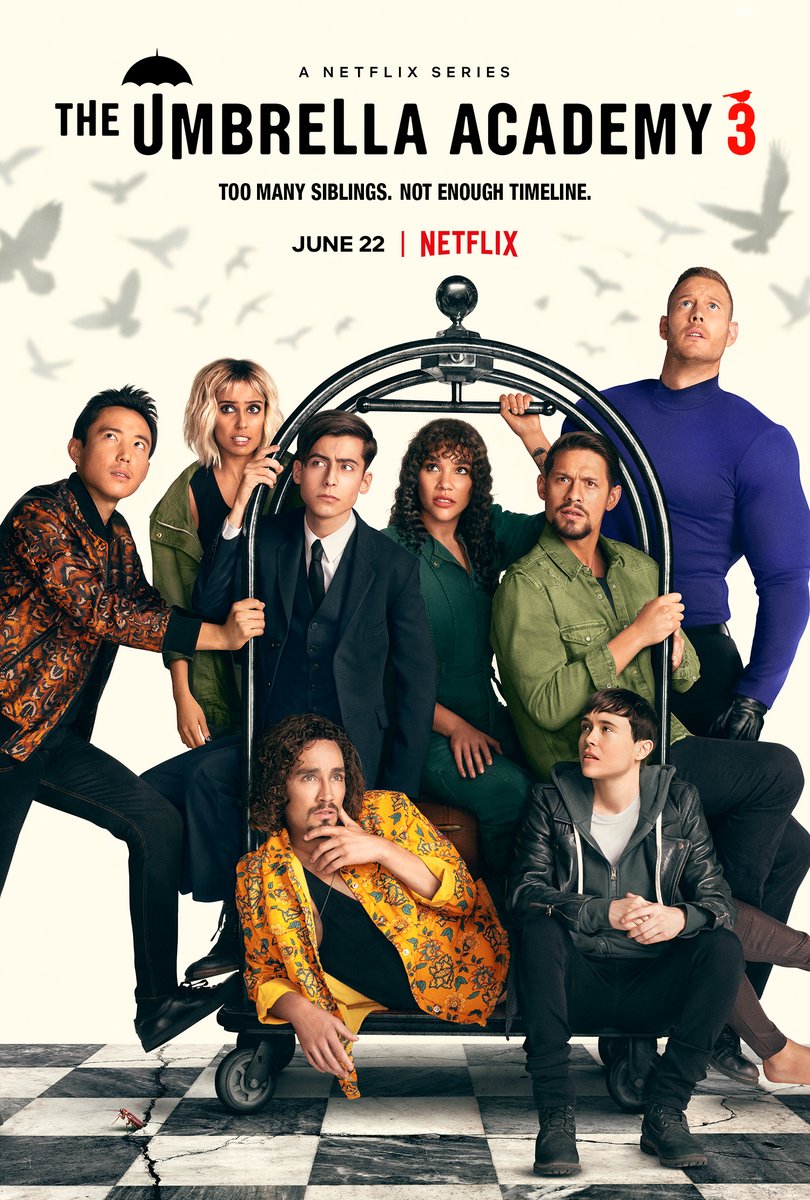 A NETFLIX SERIES
THE UMBRELLA ACADEMY 3
TOO MANY SIBLINGS. NOT ENOUGH TIMELINE.
JUNE 22 | NETFLIX